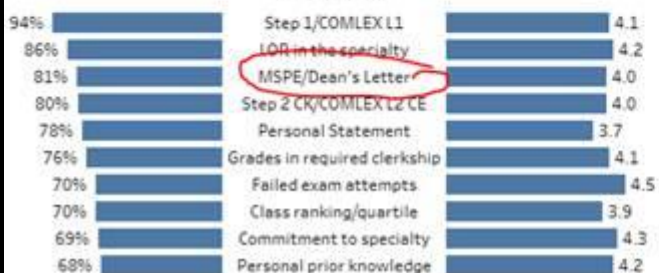 94% Step 1/COMLEX L1 4.1
86% LOR in the specialty 4.2
81% MSPE/Dean's Letter 4.0
80% Step 2 CK/COMLEX L2 CE 4.0
78% Personal Statement 3.7
76% Grades in required clerkship 4.1
70% Failed exam attempts 4.5
70% Class ranking/quartile 3.9
69% Commitment to specialty 4.3
68% Personal prior knowledge 4.2